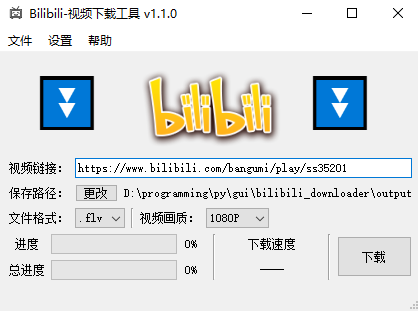 Bilibili-视频下载工具 v1.1.0
文件 设置 帮助
bilibili
视频链接： https://www.bilibili.com/bangumi/play/ss35201
保存路径： 更改 D:\programming\py\gui\bilibili_downloader\output
文件格式： .flv 视频画质： 1080P
进度 0% 下载速度
总进度 0% —— 下载